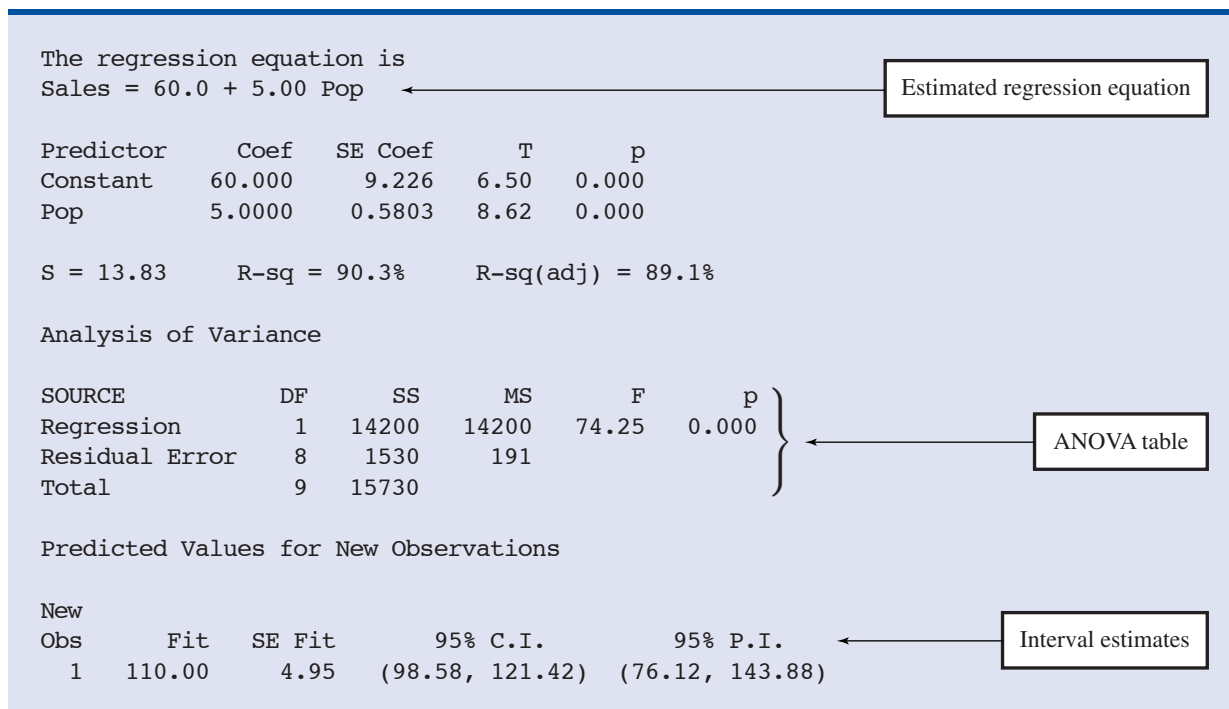 The regression equation is
Sales = 60.0 + 5.00 Pop
Estimated regression equation
Predictor Coef SE Coef T p
Constant 60.000 9.226 6.50 0.000
Pop 5.0000 0.5803 8.62 0.000
S = 13.83 R–sq = 90.3% R–sq(adj) = 89.1%
Analysis of Variance
SOURCE DF SS MS F p
Regression 1 14200 14200 74.25 0.000
Residual Error 8 1530 191
Total 9 15730
ANOVA table
Predicted Values for New Observations
New
Obs Fit SE Fit 95% C.I. 95% P.I.
1 110.00 4.95 (98.58, 121.42) (76.12, 143.88)
Interval estimates